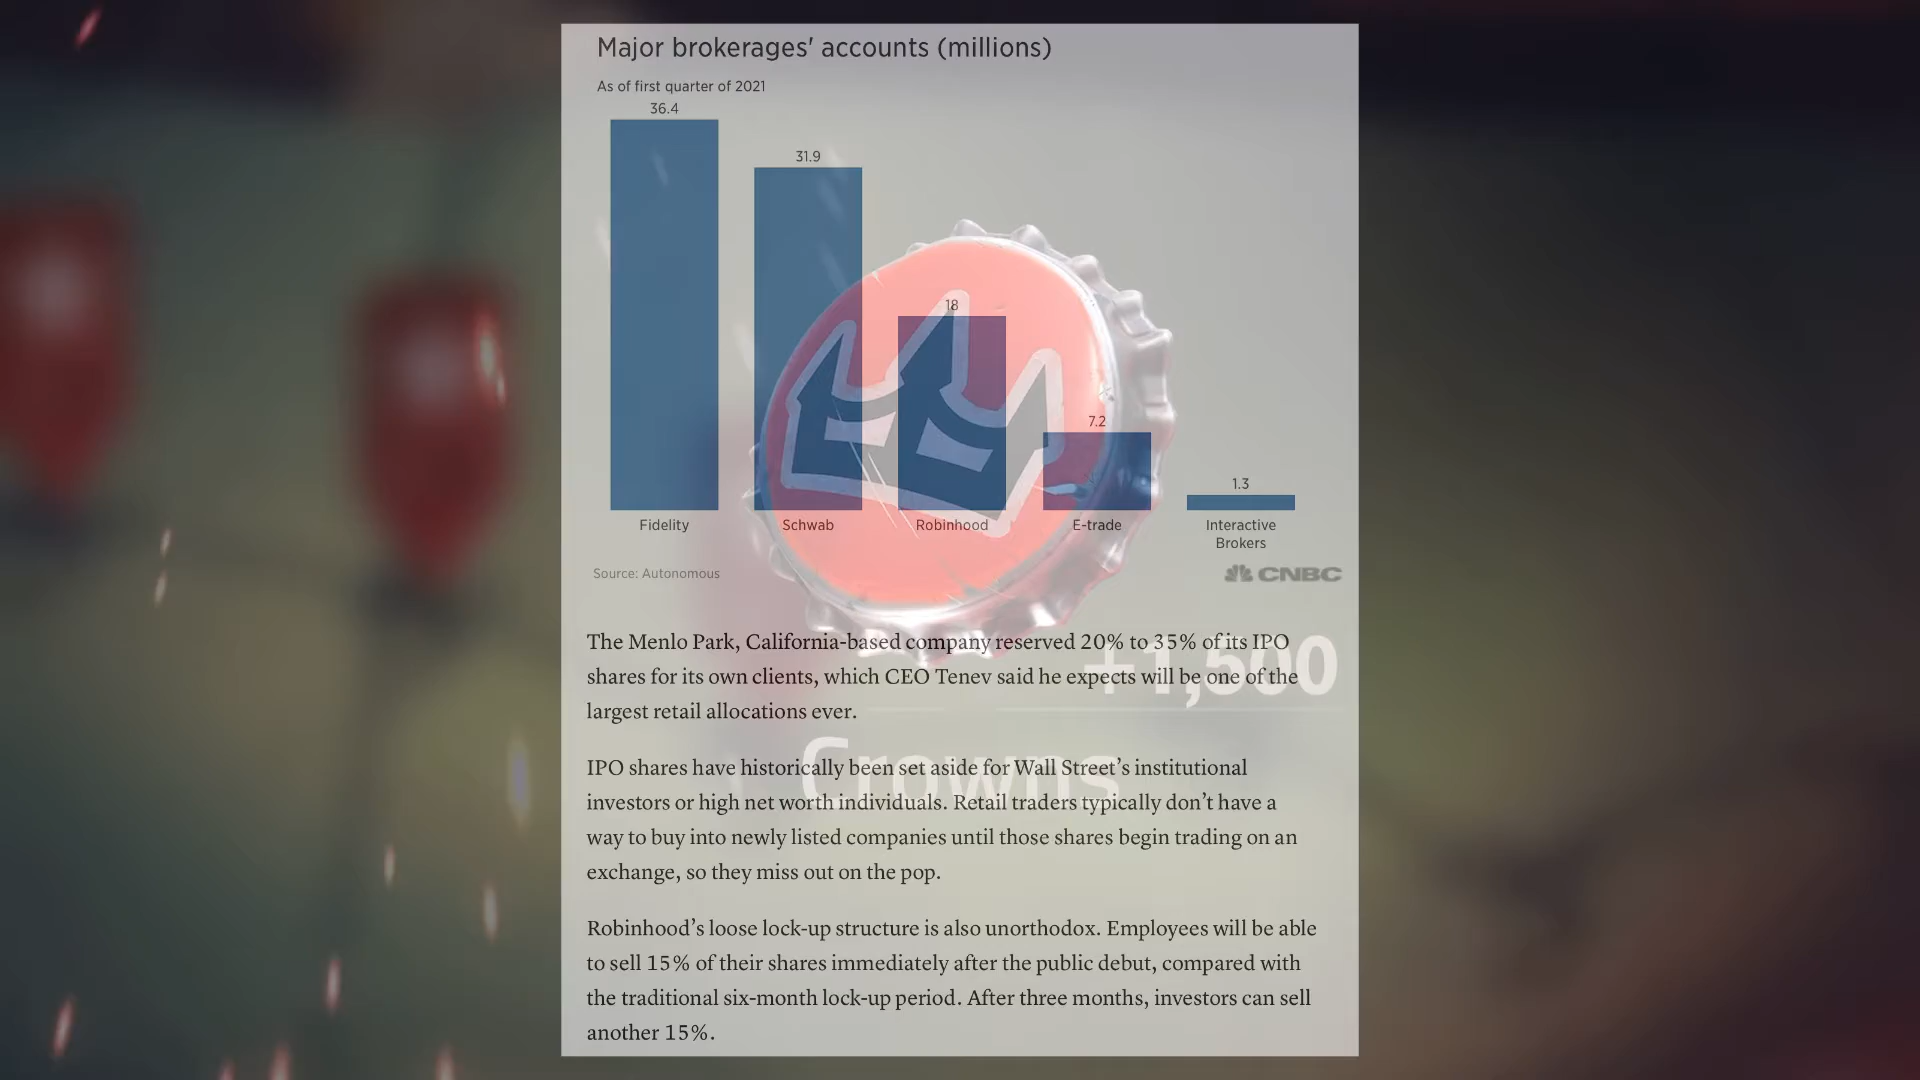 Major brokerages' accounts (millions)
As of first quarter of 2021
36.4
31.9
18
7.2
1.3
Fidelity
Schwab
Robinhood
E-trade
Interactive
Brokers
Source: Autonomous
CNBC
The Menlo Park, California-based company reserved 20% to 35% of its IPO
shares for its own clients, which CEO Tenev said he expects will be one of the
largest retail allocations ever.
+1,500
Crowns
IPO shares have historically been set aside for Wall Street’s institutional
investors or high net worth individuals. Retail traders typically don’t have a
way to buy into newly listed companies until those shares begin trading on an
exchange, so they miss out on the pop.
Robinhood’s loose lock-up structure is also unorthodox. Employees will be able
to sell 15% of their shares immediately after the public debut, compared with
the traditional six-month lock-up period. After three months, investors can sell
another 15%.